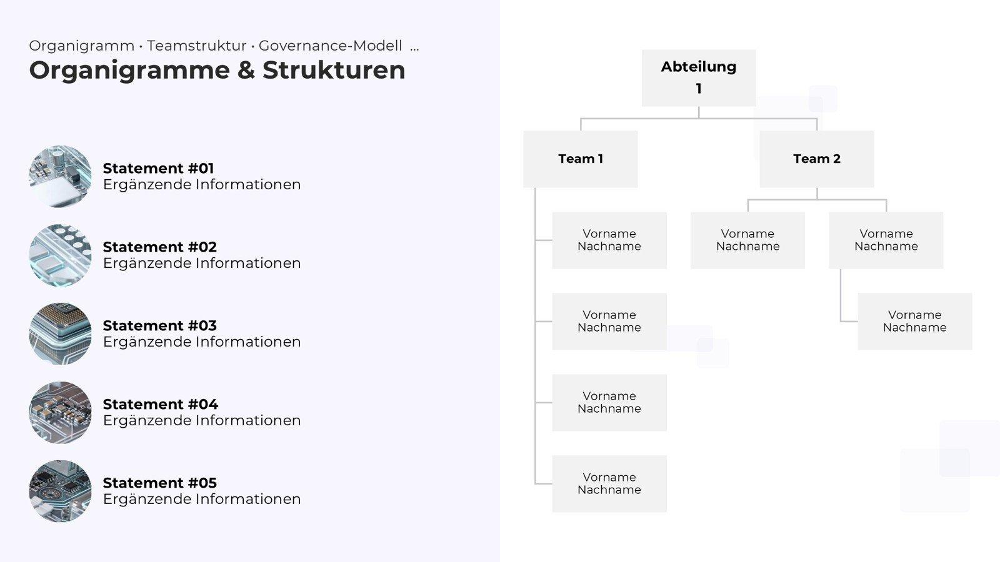 Organigramm • Teamstruktur • Governance-Modell ...
Organigramme & Strukturen
Statement #01
Ergänzende Informationen
Statement #02
Ergänzende Informationen
Statement #03
Ergänzende Informationen
Statement #04
Ergänzende Informationen
Statement #05
Ergänzende Informationen
Abteilung
1
Team 1
Team 2
Vorname
Nachname
Vorname
Nachname
Vorname
Nachname
Vorname
Nachname
Vorname
Nachname
Vorname
Nachname
Vorname
Nachname